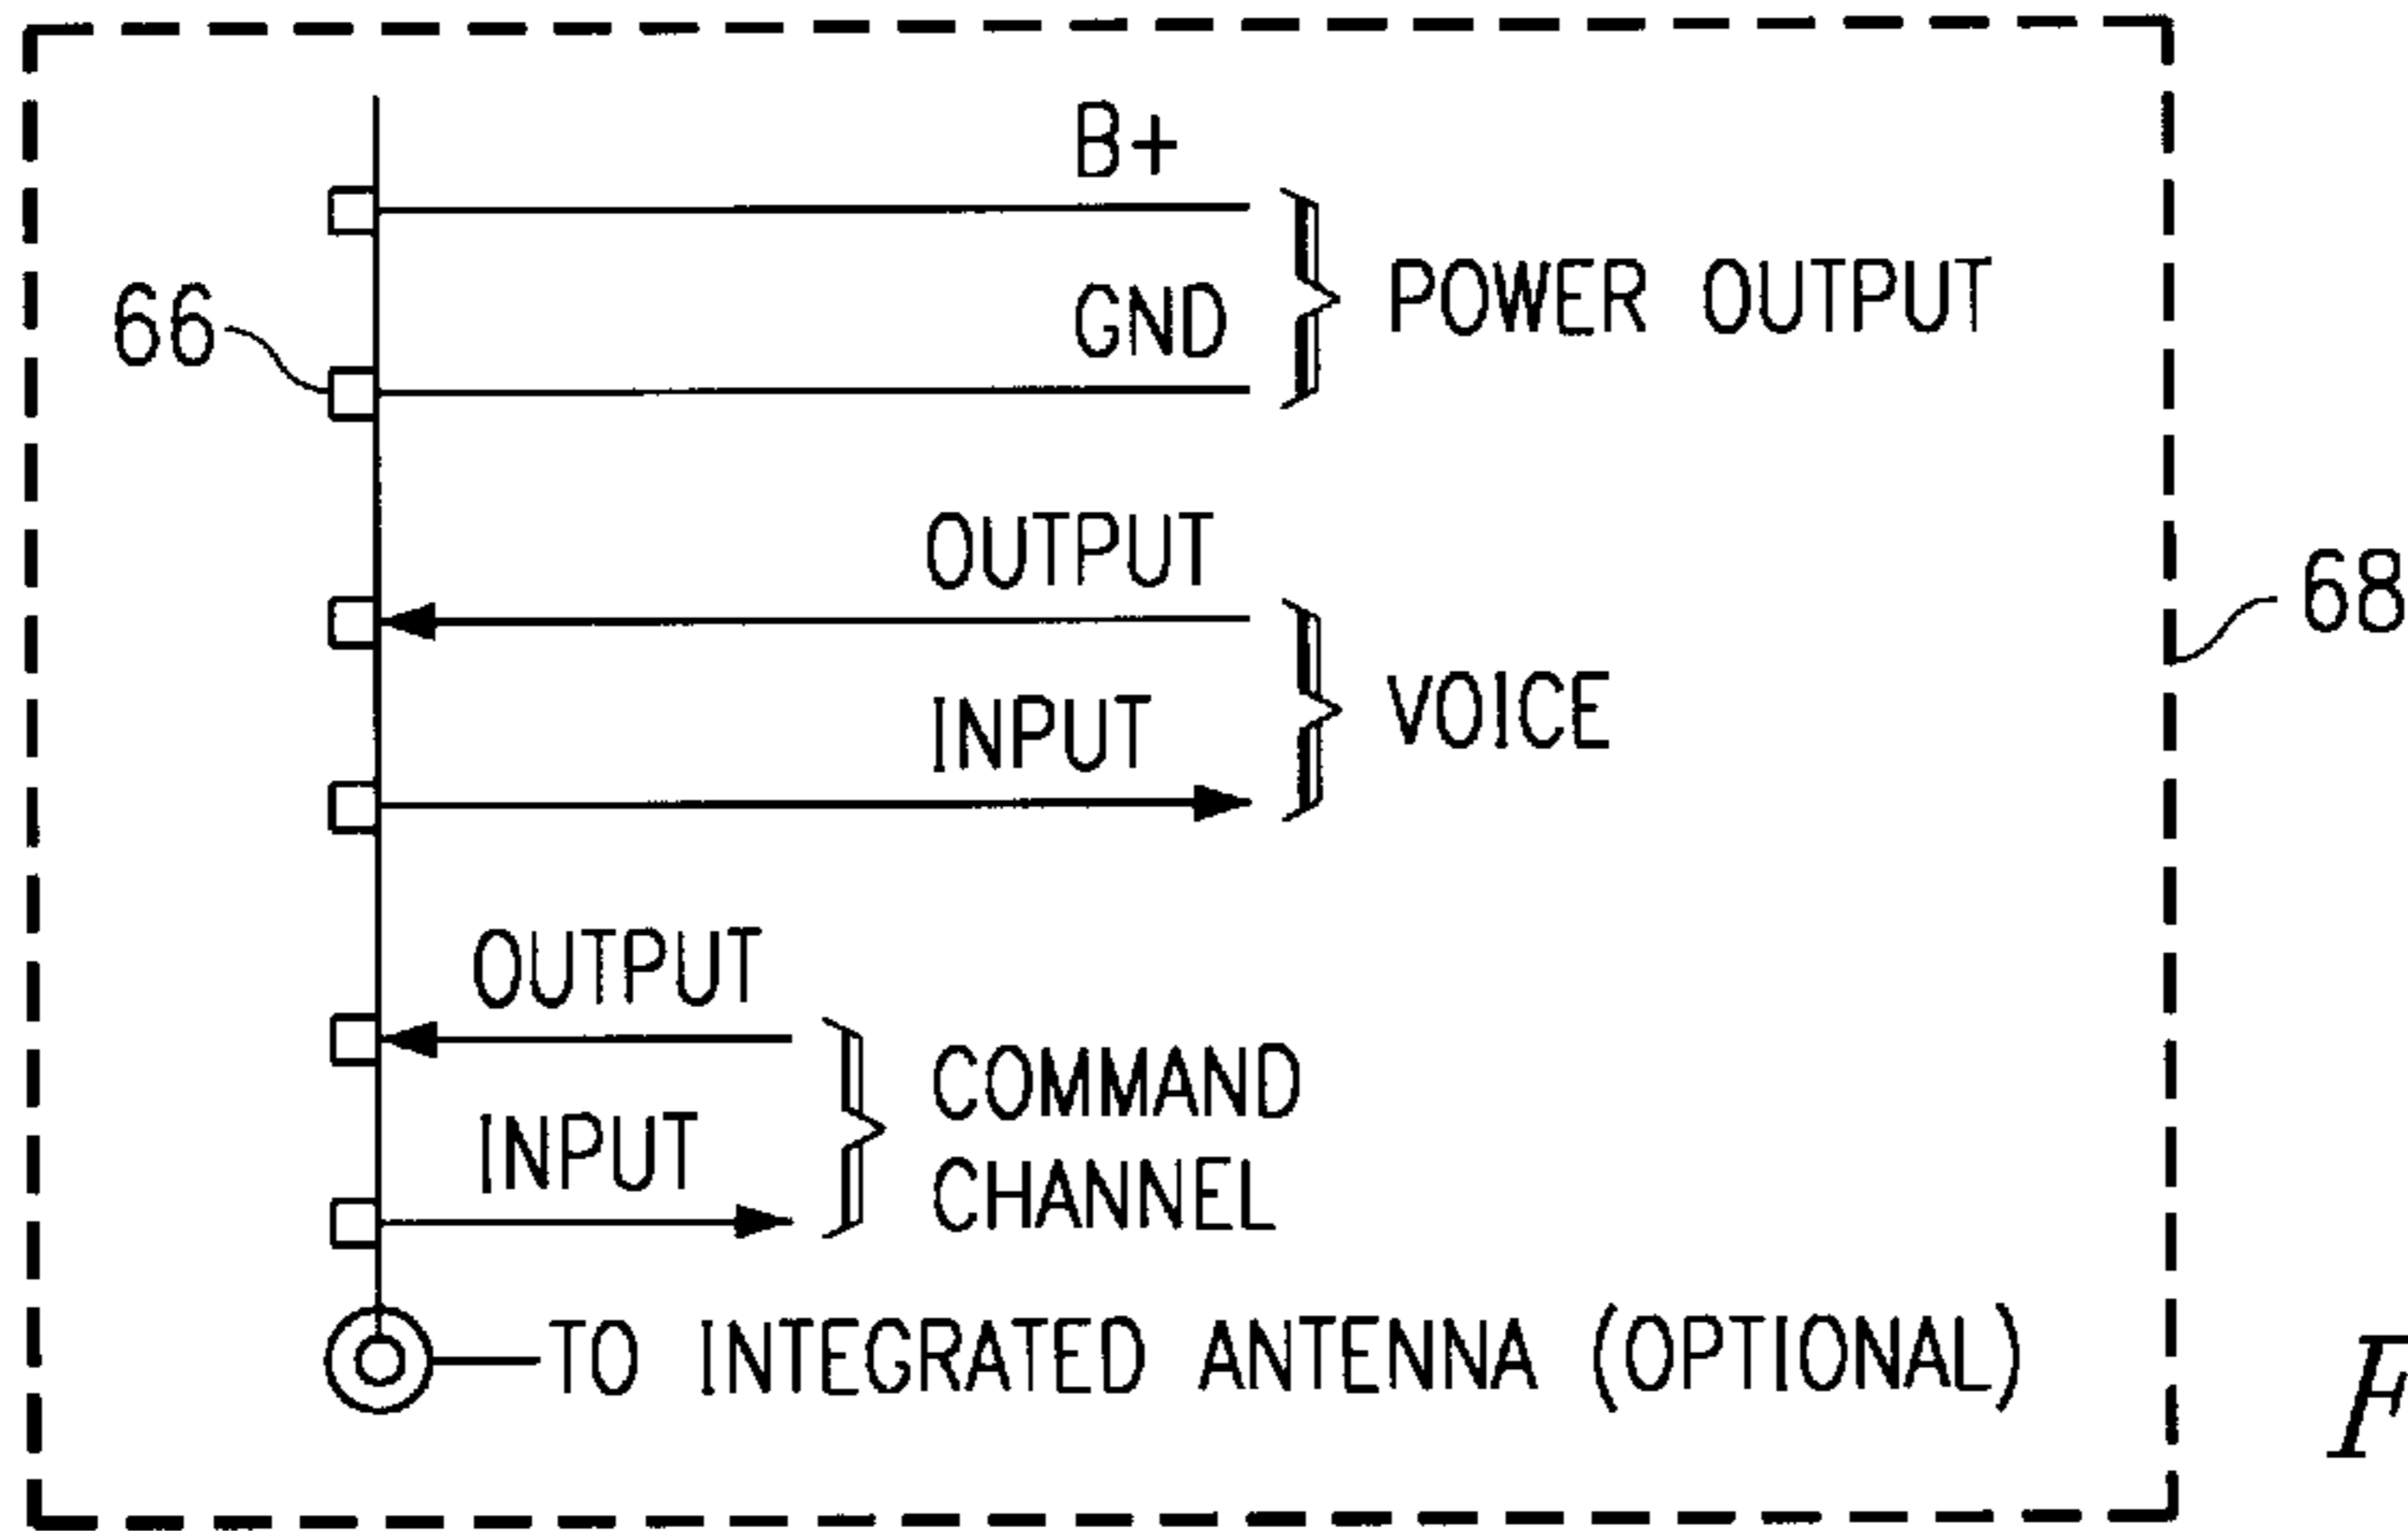 B+
GND
POWER OUTPUT
66
OUTPUT
INPUT
VOICE
68
OUTPUT
INPUT
COMMAND
CHANNEL
TO INTEGRATED ANTENNA (OPTIONAL)
F